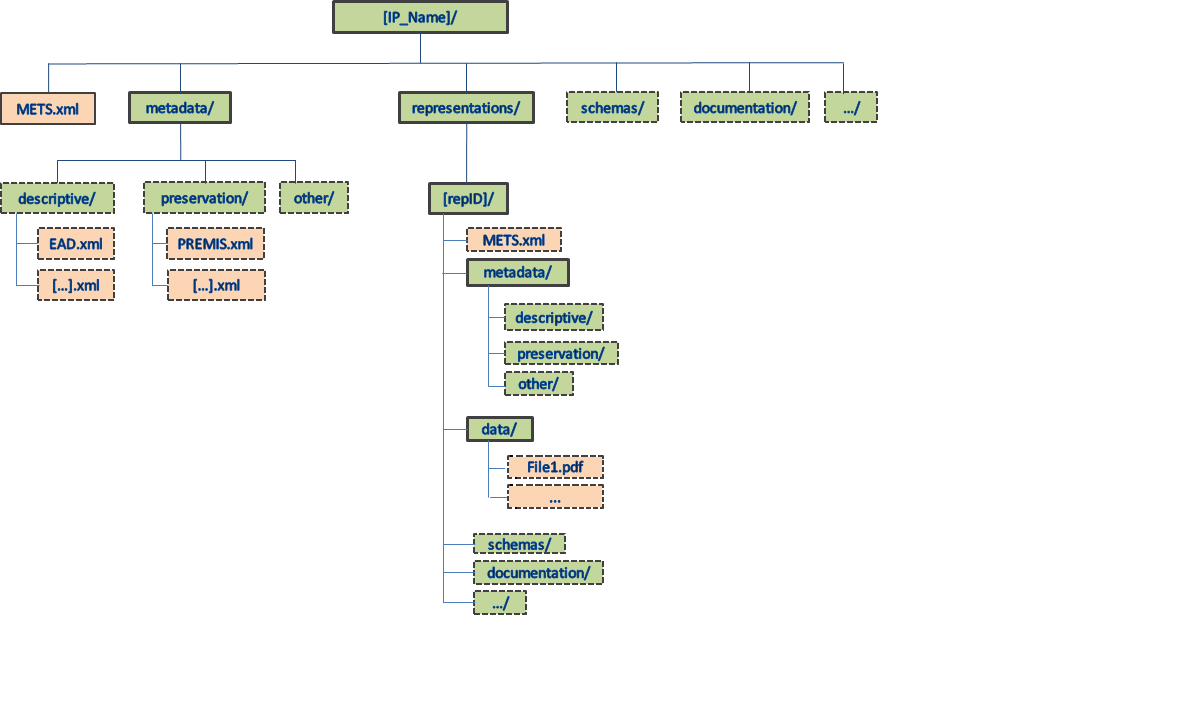 [IP_Name]/
METS.xml
metadata/
representations/
schemas/
documentation/
.../
descriptive/
preservation/
other/
EAD.xml
[...].xml
PREMIS.xml
[...].xml
[repID]/
METS.xml
metadata/
descriptive/
preservation/
other/
data/
File1.pdf
...
schemas/
documentation/
.../